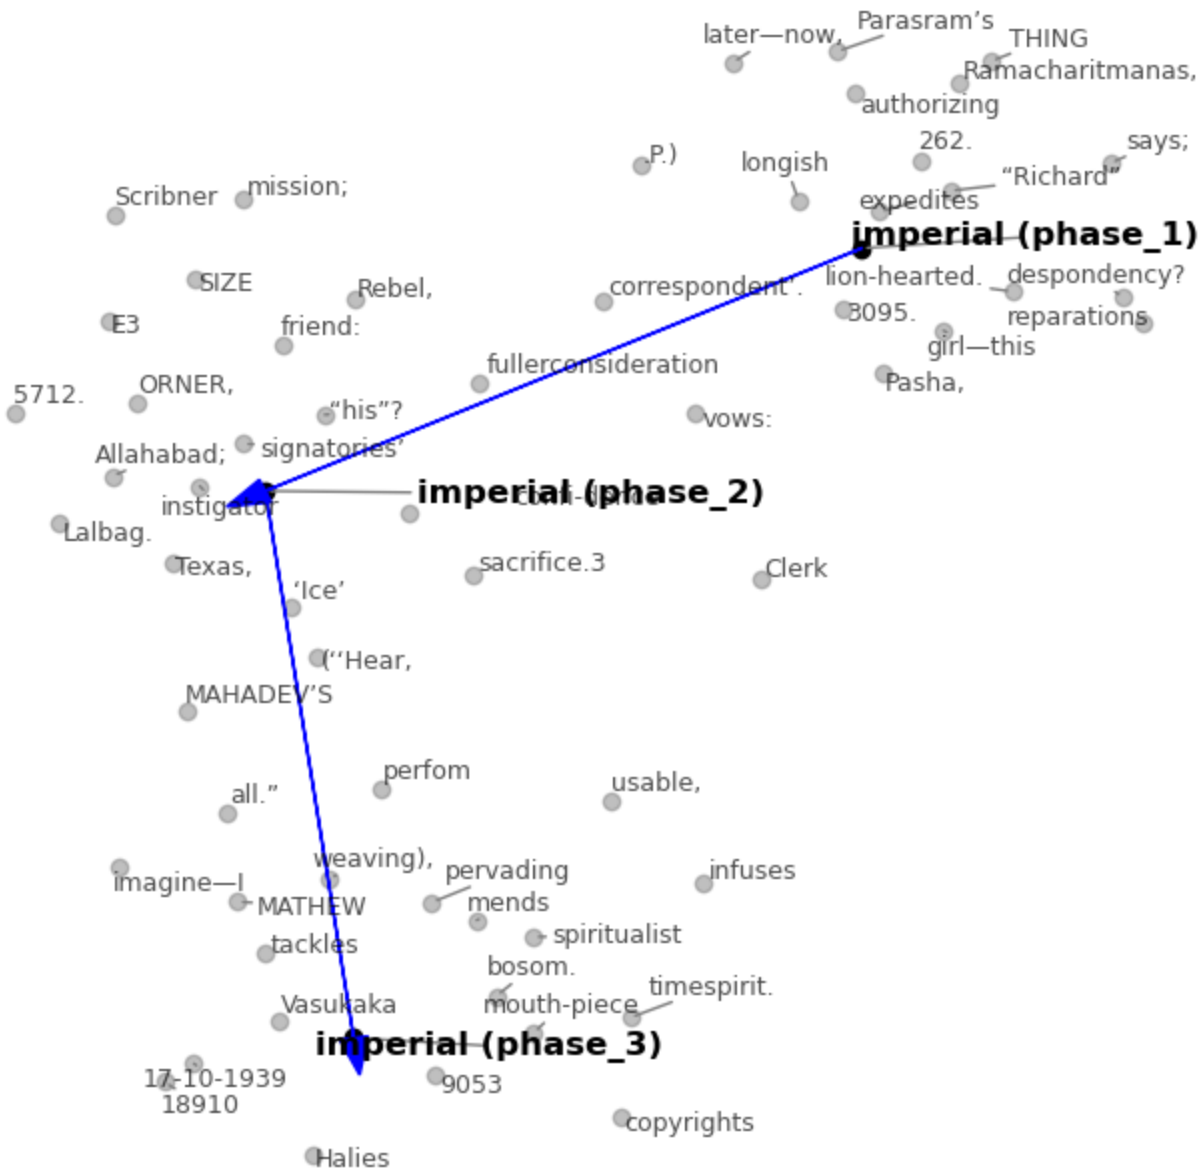 later—now,
Parasram’s
THING
Ramacharitmanas,
authorizing
262.
says;
.P.)
longish
“Richard”
Scribner
mission;
expedites
imperial (phase_1)
SIZE
Rebel,
correspondent’.
lion-hearted.
despondency?
E3
friend:
3095.
reparations
girl—this
fullerconsideration
5712.
ORNER,
Pasha,
“his”?
vows:
Allahabad;
signatories’
imperial (phase_2)
instigator
Lalbag.
Texas,
sacrifice.3
Clerk
‘Ice’
(‘‘Hear,
MAHADEV’S
perfom
usable,
all.”
weaving),
pervading
infuses
imagine—I
MATHEW
mends
tackles
spiritualist
bosom.
timespirit.
Vasukaka
mouth-piece
imperial (phase_3)
17-10-1939
9053
18910
copyrights
Halies